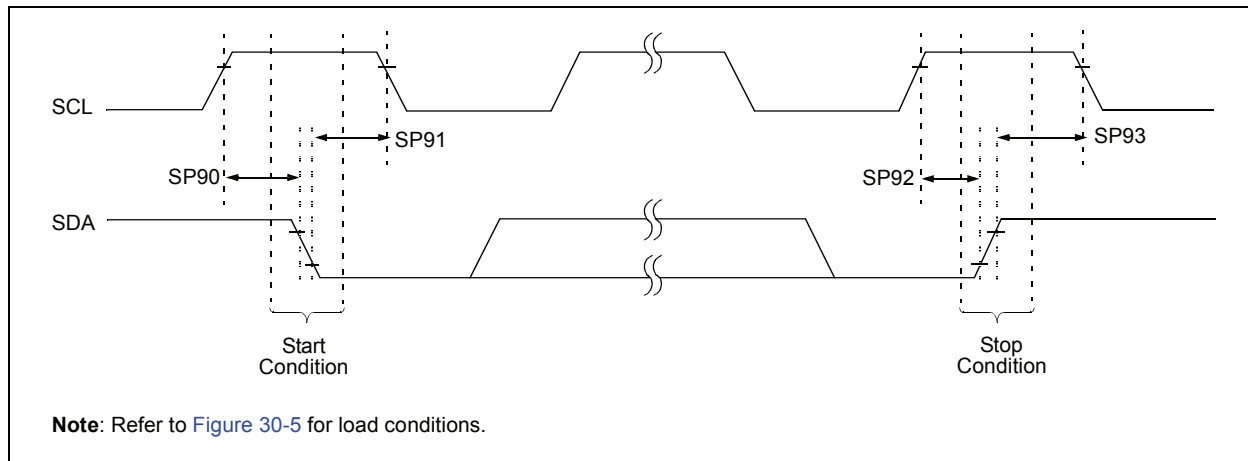 SCL
SP91
SP93
SP90
SP92
SDA
Start
Condition
Stop
Condition
Note: Refer to Figure 30-5 for load conditions.